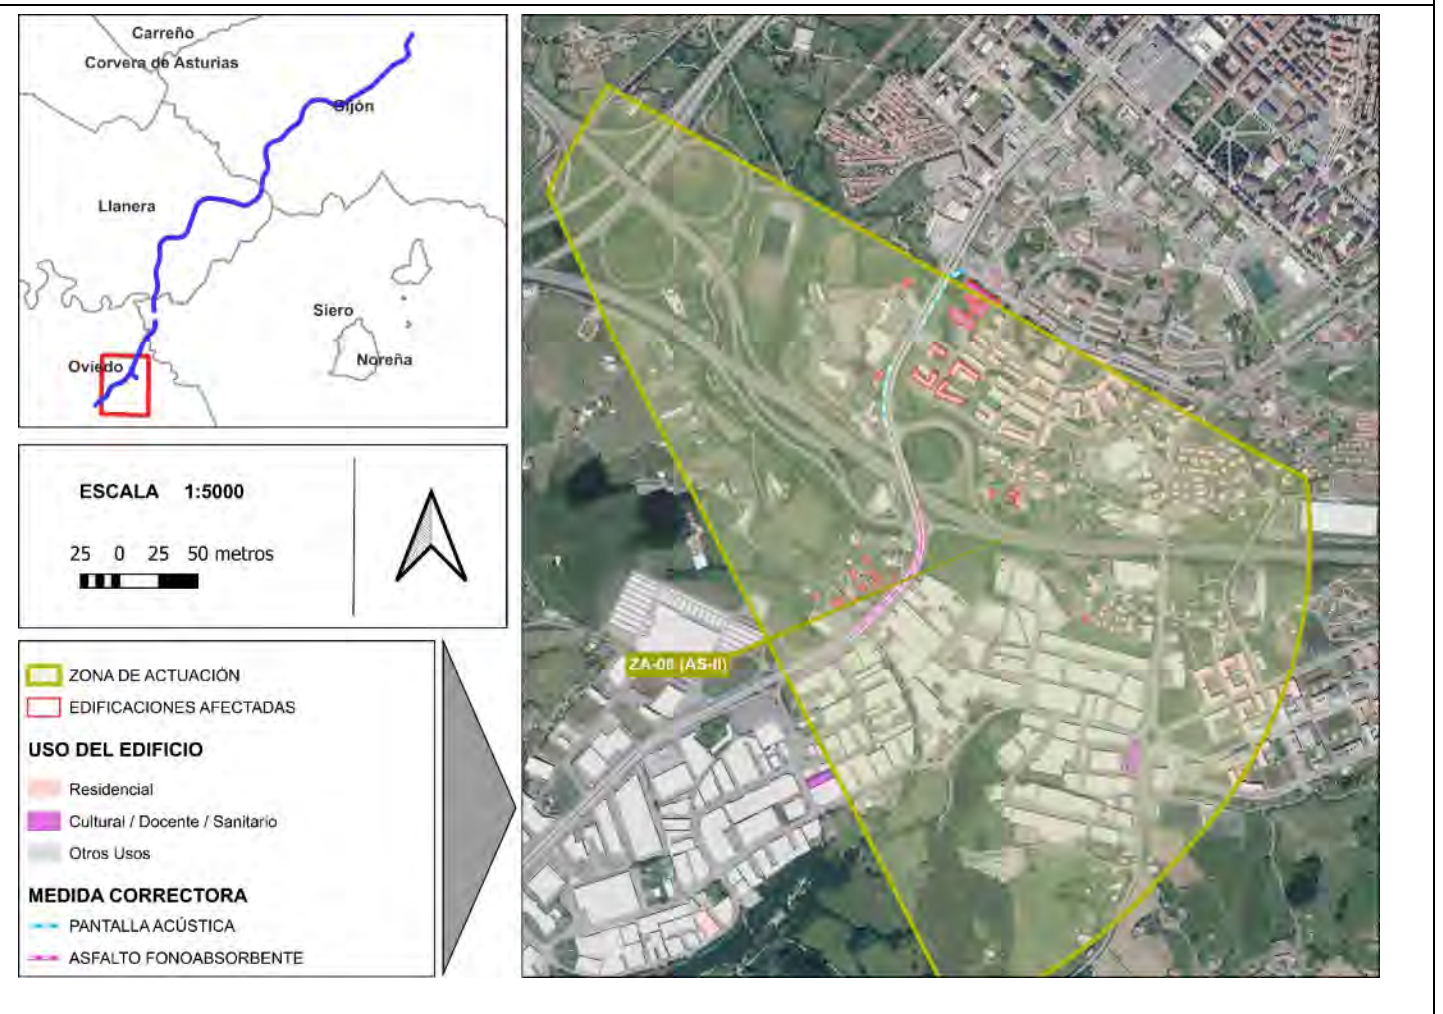 Carreño
Corvera de Asturias
Gijón
Llanera
Siero
Oviedo
Noreña
ESCALA 1:5000
25 0 25 50 metros
ZONA DE ACTUACIÓN
EDIFICACIONES AFECTADAS
USO DEL EDIFICIO
Residencial
Cultural / Docente / Sanitario
Otros Usos
MEDIDA CORRECTORA
PANTALLA ACÚSTICA
ASFALTO FONOABSORBENTE
ZA-08 (AS-II)